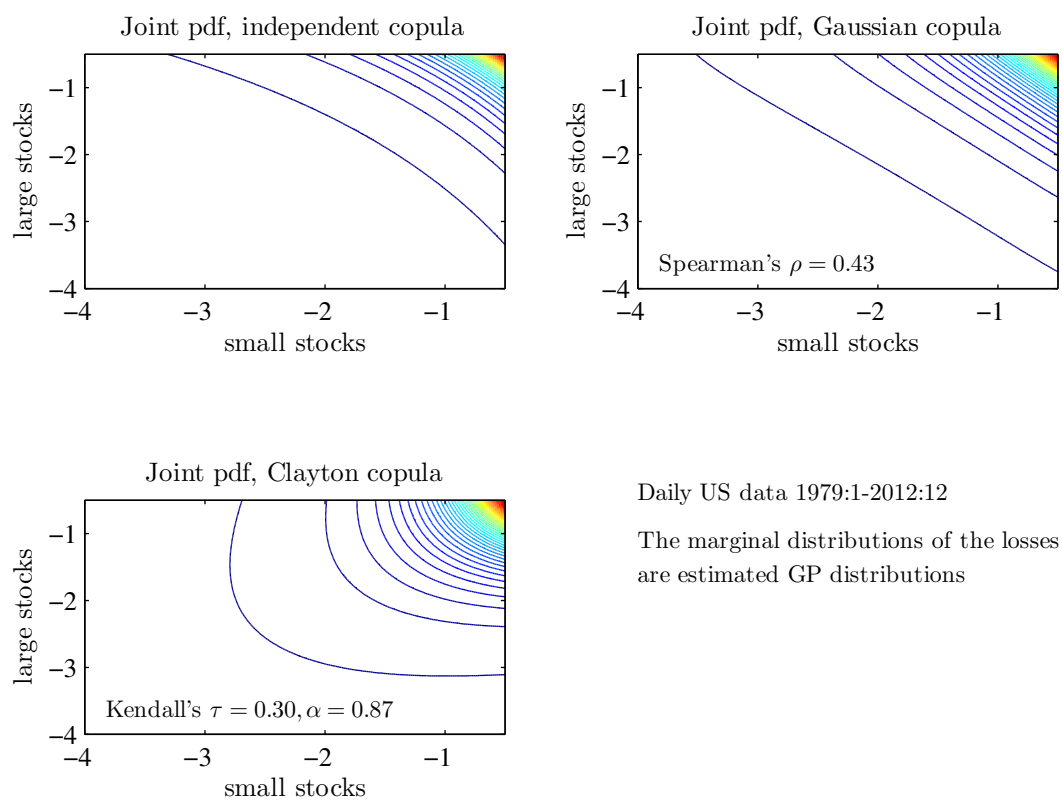 Joint pdf, independent copula
−1
−2
−3
−4
large stocks
−4 −3 −2 −1
small stocks
Joint pdf, Gaussian copula
−1
−2
−3
−4
large stocks
Spearman's ρ = 0.43
−4 −3 −2 −1
small stocks
Joint pdf, Clayton copula
−1
−2
−3
−4
large stocks
Kendall's τ = 0.30, α = 0.87
−4 −3 −2 −1
small stocks
Daily US data 1979:1-2012:12
The marginal distributions of the losses
are estimated GP distributions